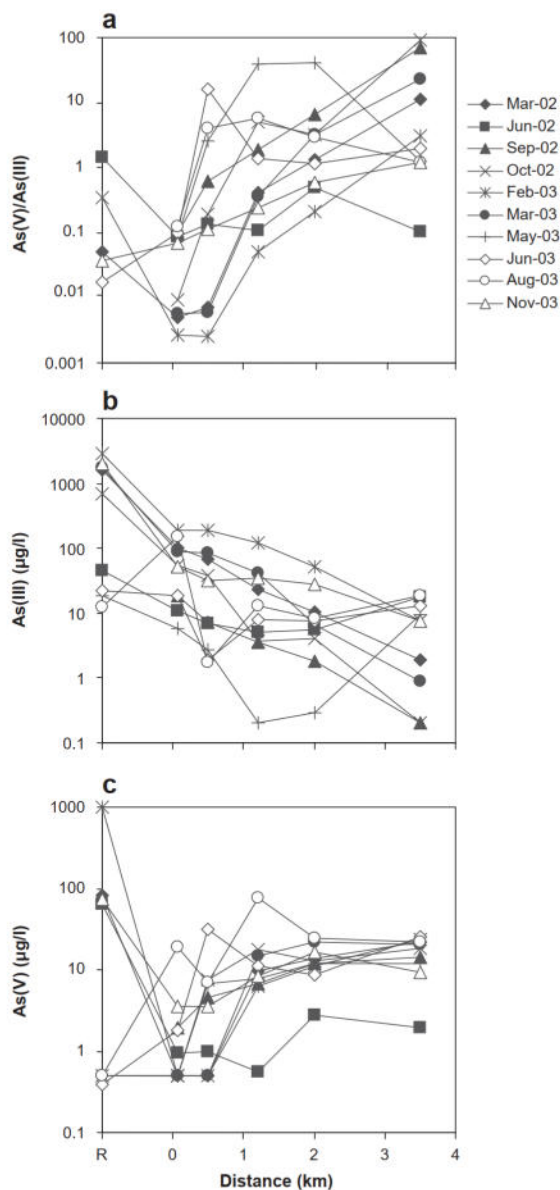 a
As(V)/As(III)
100
10
1
0.1
0.01
0.001
Mar-02
Jun-02
Sep-02
Oct-02
Feb-03
Mar-03
May-03
Jun-03
Aug-03
Nov-03
b
As(III) (µg/l)
10000
1000
100
10
1
0.1
c
As(V) (µg/l)
1000
100
10
1
0.1
R 0 1 2 3 4
Distance (km)